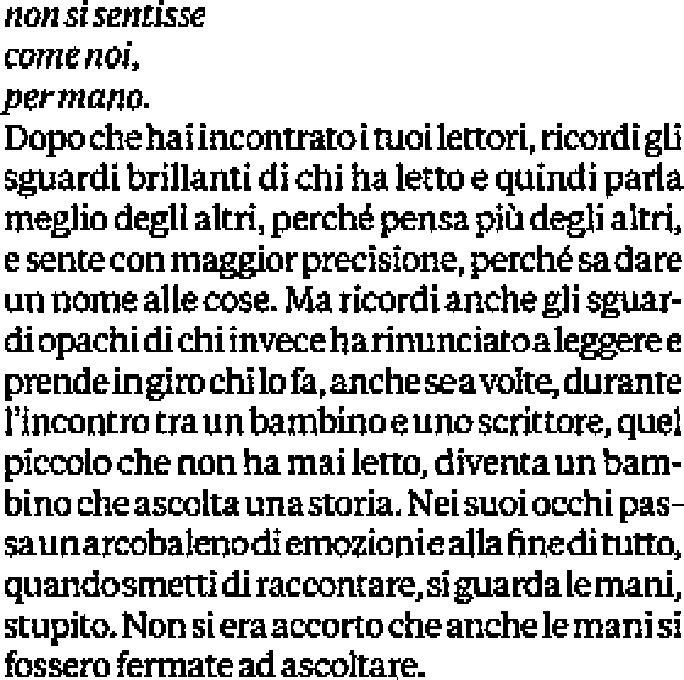 non si sentisse
come noi,
per mano.
Dopo che hai incontrato i tuoi lettori, ricordi gli
sguardi brillanti di chi ha letto e quindi parla
meglio degli altri, perché pensa più degli altri,
e sente con maggior precisione, perché sa dare
un nome alle cose. Ma ricordi anche gli sguar-
di opachi di chi invece ha rinunciato a leggere e
prende in giro chi lo fa, anche se a volte, durante
l'incontro tra un bambino e uno scrittore, quel
piccolo che non ha mai letto, diventa un bam-
bino che ascolta una storia. Nei suoi occhi pas-
sa un arcobaleno di emozioni e alla fine di tutto,
quando smetti di raccontare, si guarda le mani,
stupito. Non si era accorto che anche le mani si
fossero fermate ad ascoltare.